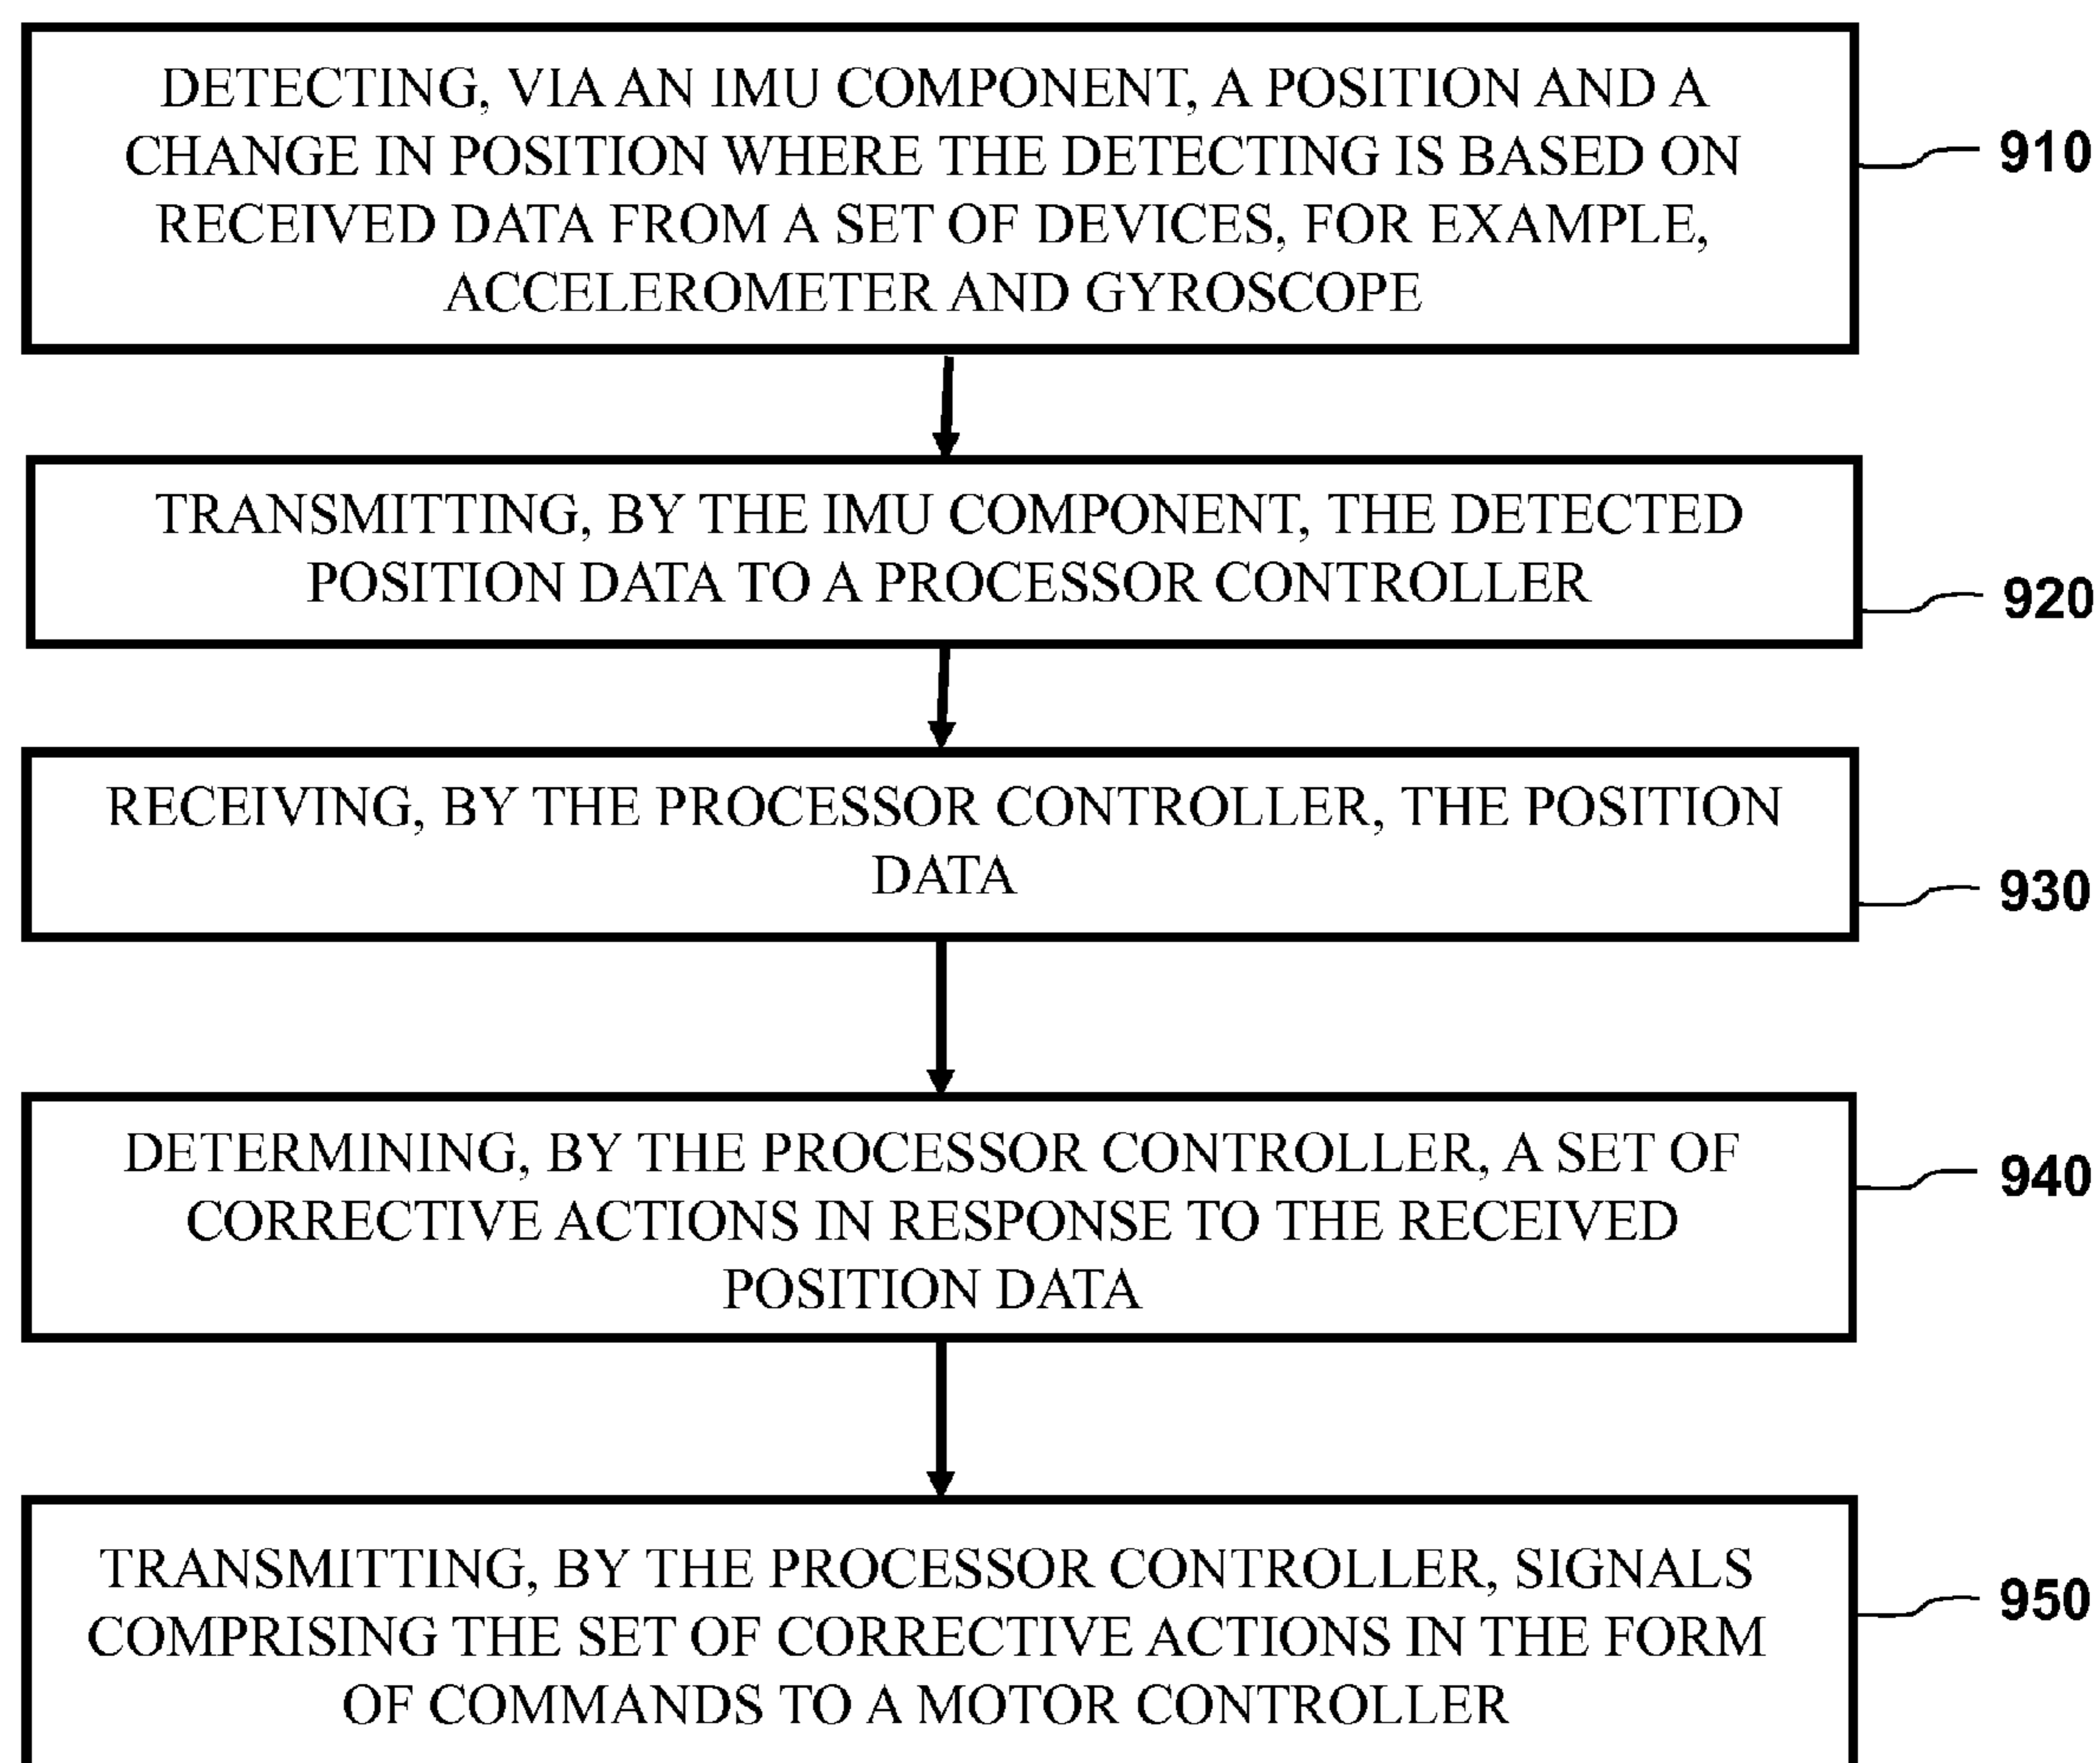 DETECTING, VIA AN IMU COMPONENT, A POSITION AND A
CHANGE IN POSITION WHERE THE DETECTING IS BASED ON
RECEIVED DATA FROM A SET OF DEVICES, FOR EXAMPLE,
ACCELEROMETER AND GYROSCOPE
910
TRANSMITTING, BY THE IMU COMPONENT, THE DETECTED
POSITION DATA TO A PROCESSOR CONTROLLER
920
RECEIVING, BY THE PROCESSOR CONTROLLER, THE POSITION
DATA
930
DETERMINING, BY THE PROCESSOR CONTROLLER, A SET OF
CORRECTIVE ACTIONS IN RESPONSE TO THE RECEIVED
POSITION DATA
940
TRANSMITTING, BY THE PROCESSOR CONTROLLER, SIGNALS
COMPRISING THE SET OF CORRECTIVE ACTIONS IN THE FORM
OF COMMANDS TO A MOTOR CONTROLLER
950